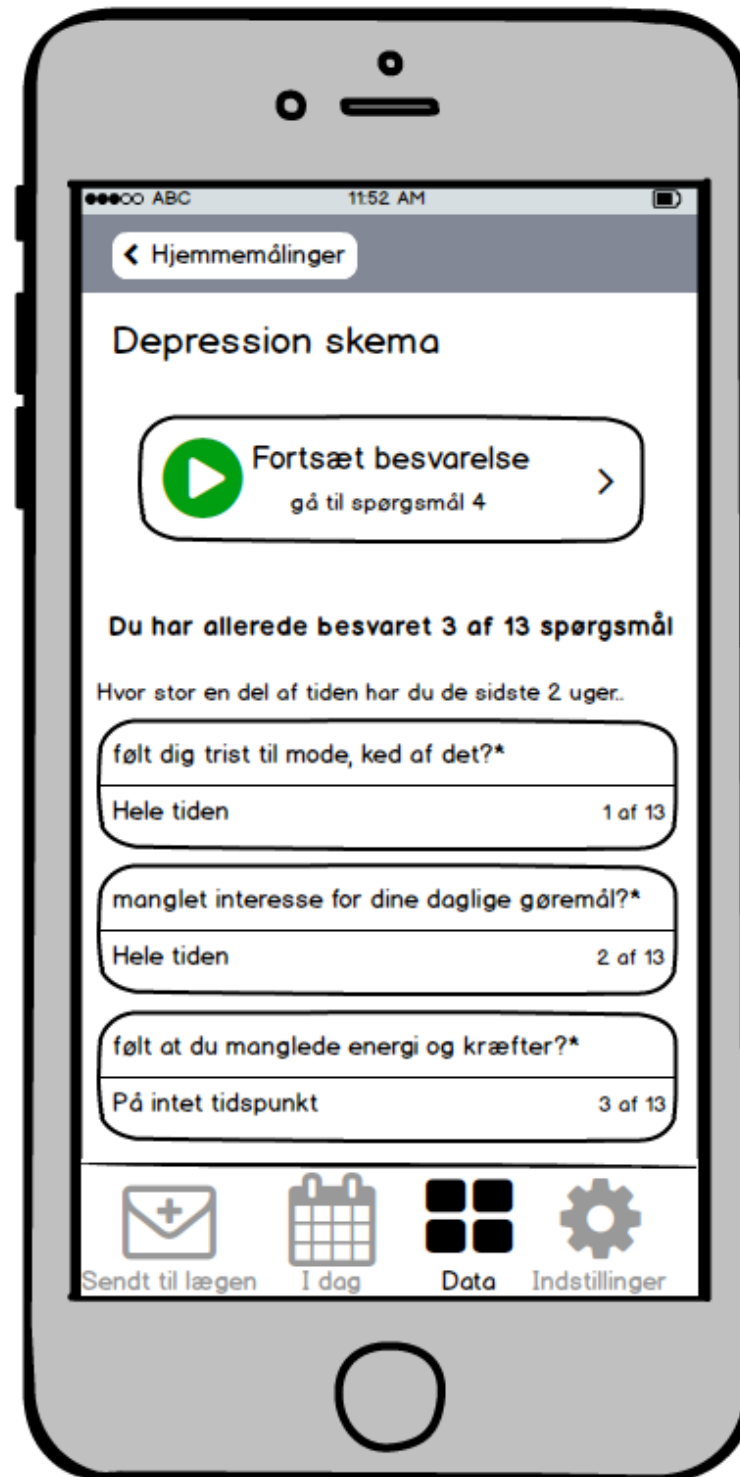 ABC 11:52 AM
Hjemmemålinger
Depression skema
Fortsæt besvarelse
gå til spørgsmål 4
Du har allerede besvaret 3 af 13 spørgsmål
Hvor stor en del af tiden har du de sidste 2 uger..
følt dig trist til mode, ked af det?*
Hele tiden 1 af 13
manglet interesse for dine daglige gøremål?*
Hele tiden 2 af 13
følt at du manglede energi og kræfter?*
På intet tidspunkt 3 af 13
Sendt til lægen I dag Data Indstillinger